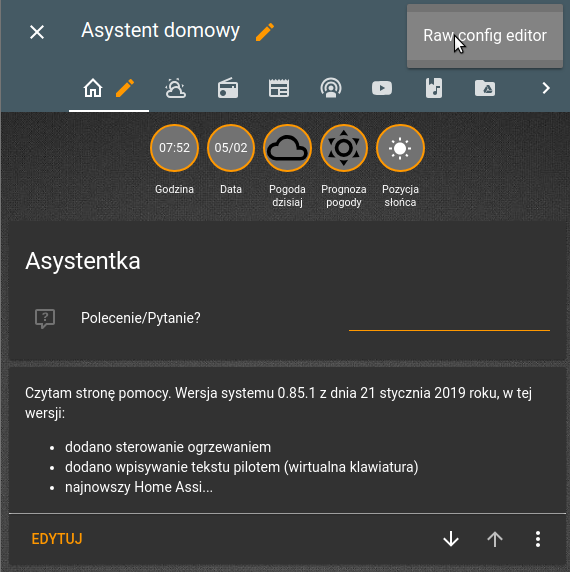 Asystent domowy
Raw config editor
07:52
05/02
Godzina
Data
Pogoda
dzisiaj
Prognoza
pogody
Pozycja
słońca
Asystentka
Polecenie/Pytanie?
Czytam stronę pomocy. Wersja systemu 0.85.1 z dnia 21 stycznia 2019 roku, w tej
wersji:
• dodano sterowanie ogrzewaniem
• dodano wpisywanie tekstu pilotem (wirtualna klawiatura)
• najnowszy Home Assi...
EDYTUJ